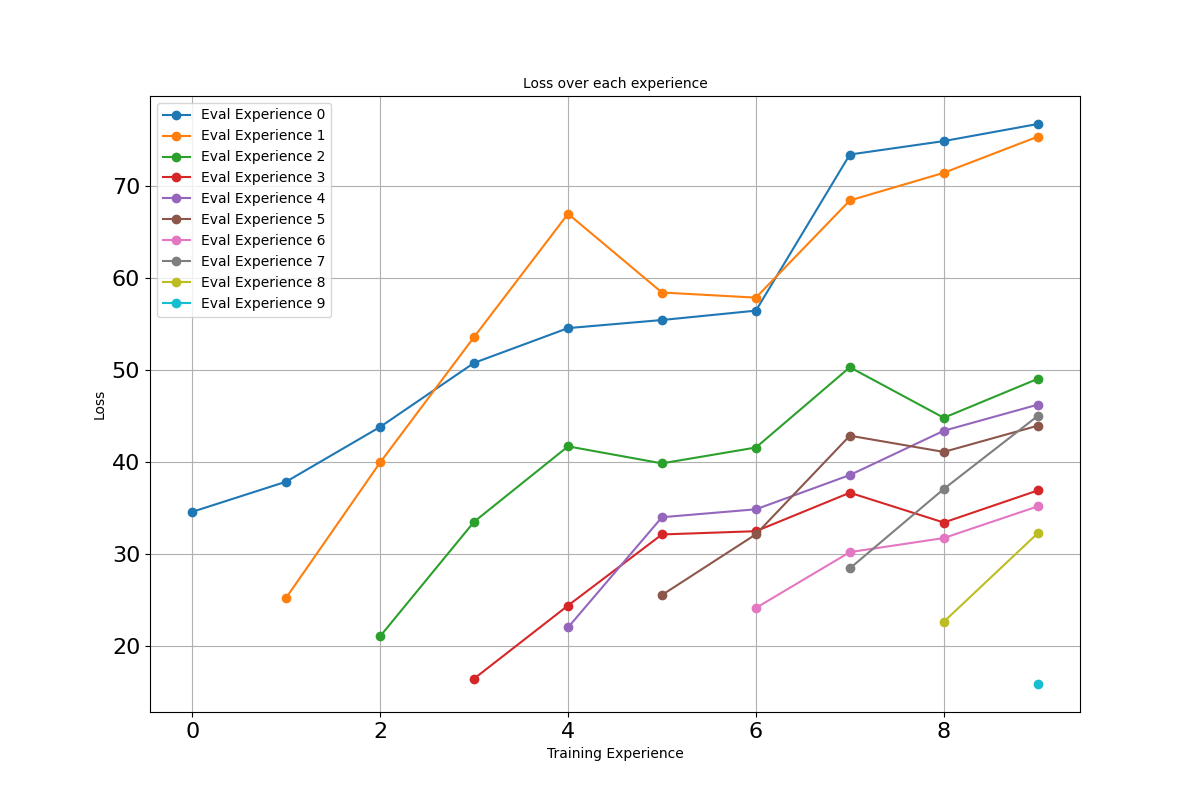 Loss over each experience
Eval Experience 0
Eval Experience 1
Eval Experience 2
Eval Experience 3
Eval Experience 4
Eval Experience 5
Eval Experience 6
Eval Experience 7
Eval Experience 8
Eval Experience 9
70
60
50
40
30
20
Loss
0 2 4 6 8
Training Experience